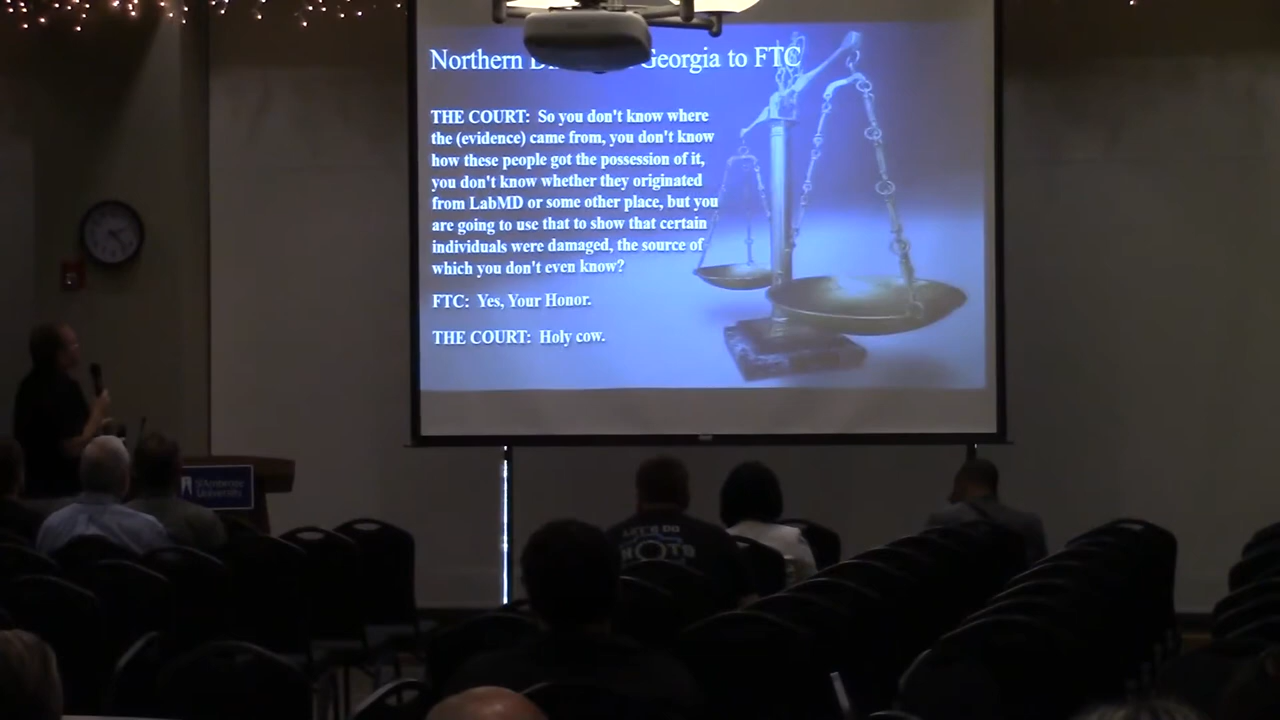 Northern Georgia to FTC
THE COURT: So you don't know where
the (evidence) came from, you don't know
how these people got the possession of it,
you don't know whether they originated
from LabMD or some other place, but you
are going to use that to show that certain
individuals were damaged, the source of
which you don't even know?
FTC: Yes, Your Honor.
THE COURT: Holy cow.
St. Ambrose
University